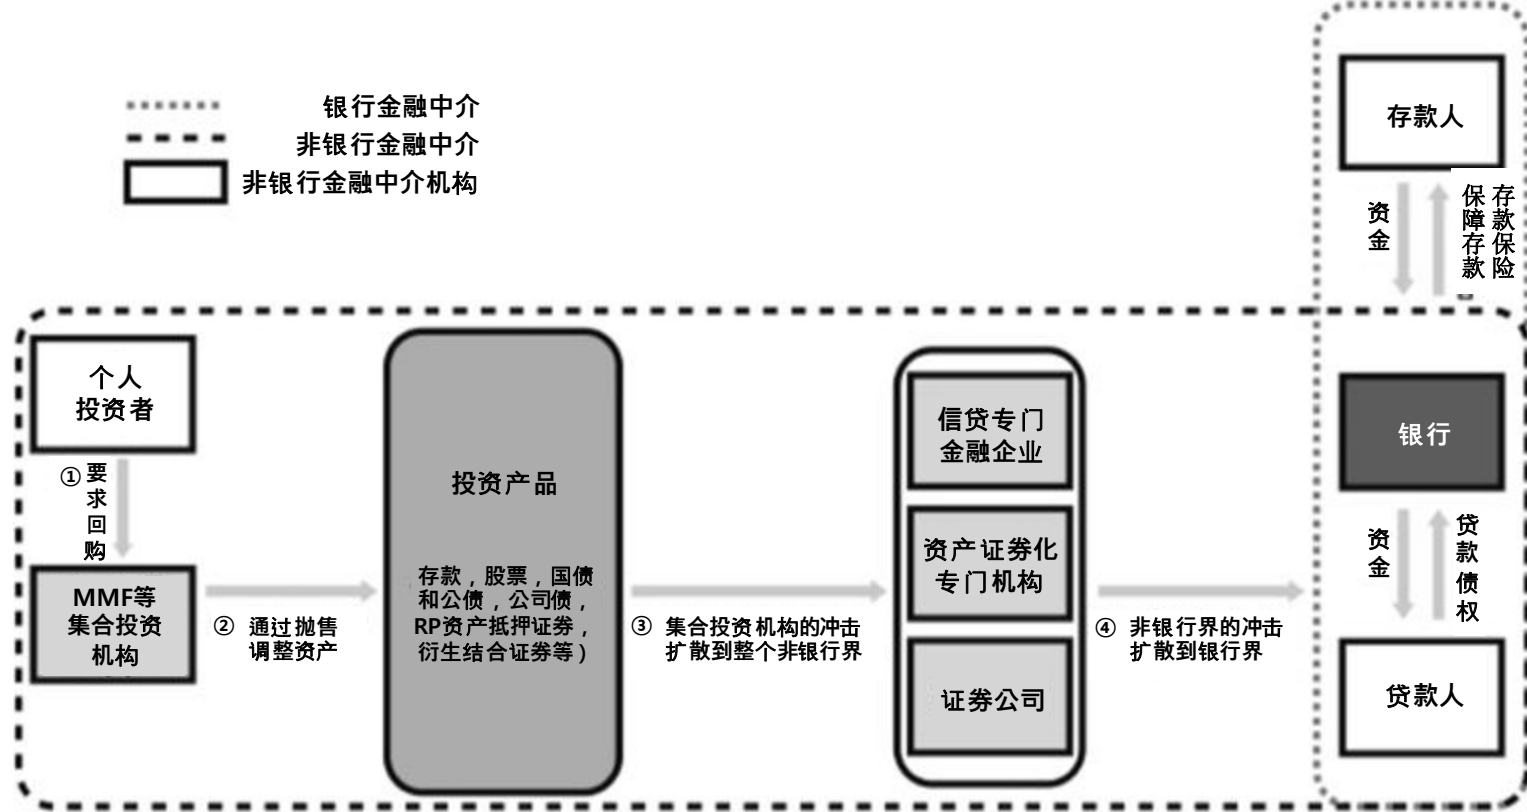 银行金融中介
非银行金融中介
非银行金融中介机构
个人
投资者
①要求回购
MMF等
集合投资
机构
② 通过抛售
调整资产
投资产品
存款，股票，国债
和公债，公司债，
RP资产抵押证券，
衍生结合证券等）
③ 集合投资机构的冲击
扩散到整个非银行界
信贷专门
金融企业
资产证券化
专门机构
证券公司
④ 非银行界的冲击
扩散到银行界
存款人
资金
存款保险
保障存款
银行
资金
贷款债权
贷款人